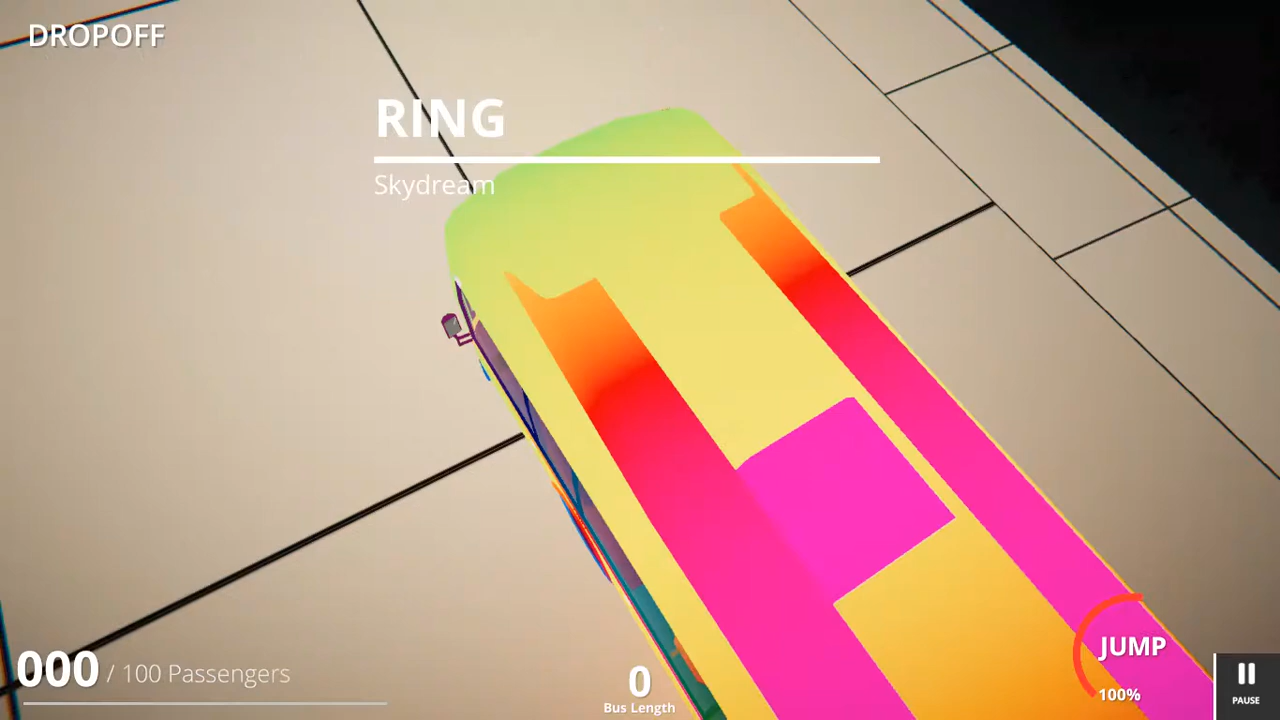 DROPOFF
RING
Skydream
000 / 100 Passengers
0
Bus Length
JUMP
100%
PAUSE